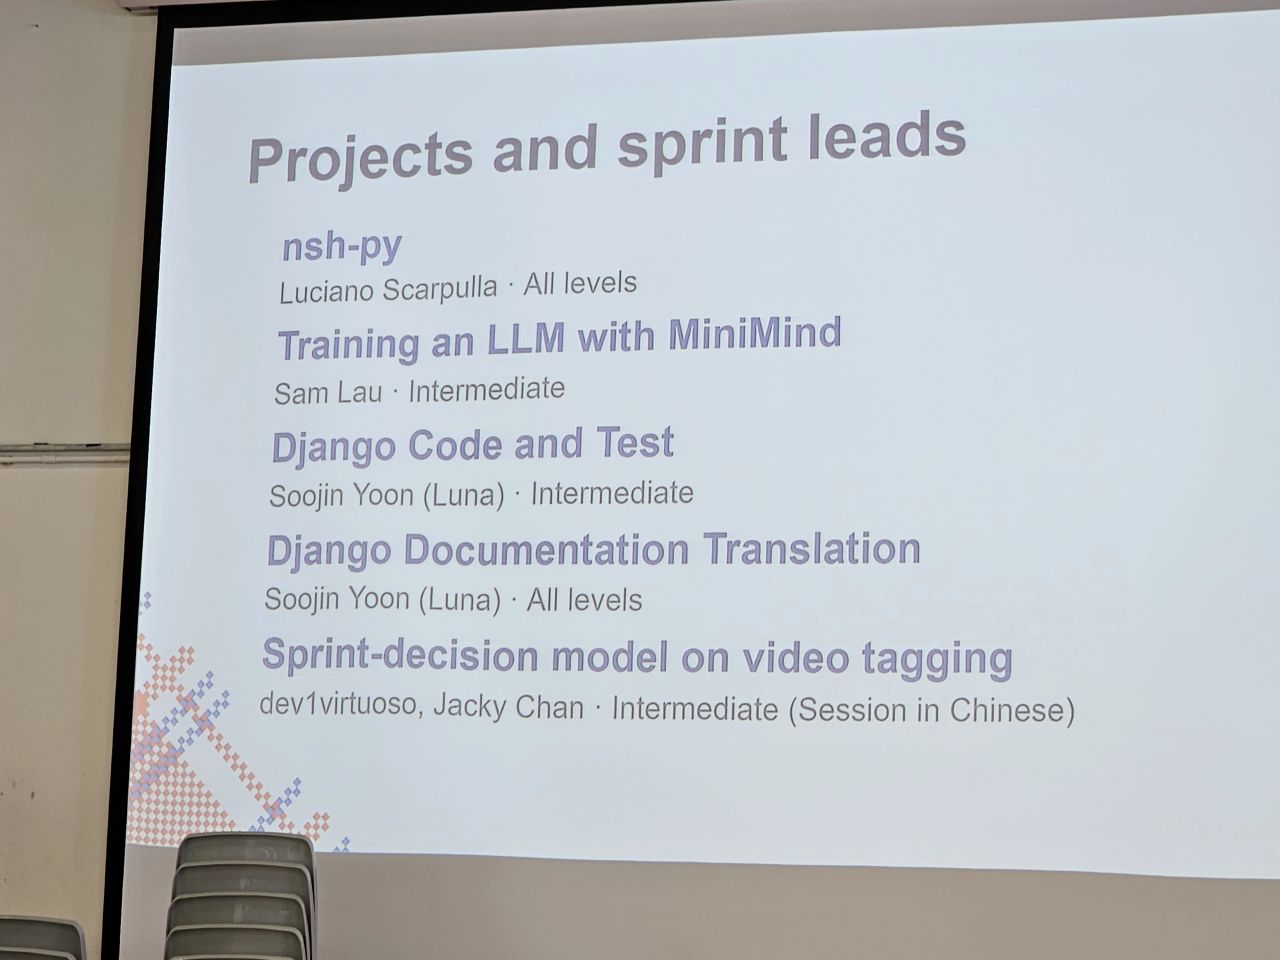 Projects and sprint leads
nsh-py
Luciano Scarpulla · All levels
Training an LLM with MiniMind
Sam Lau · Intermediate
Django Code and Test
Soojin Yoon (Luna) · Intermediate
Django Documentation Translation
Soojin Yoon (Luna) · All levels
Sprint-decision model on video tagging
dev1virtuoso, Jacky Chan · Intermediate (Session in Chinese)